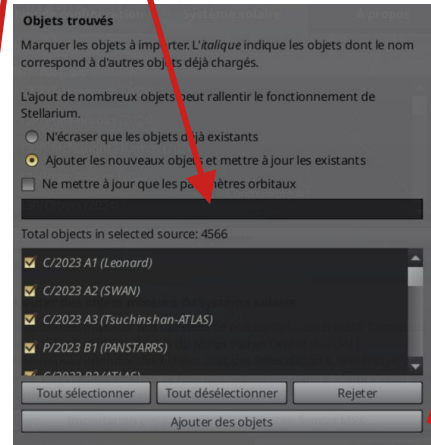 Objets trouvés
Marquer les objets à importer. L'italique indique les objets dont le nom
correspond à d'autres objets déjà chargés.
L'ajout de nombreux objets peut rallentir le fonctionnement de
Stellarium.
N'écraser que les objets déjà existants
Ajouter les nouveaux objets et mettre à jour les existants
Ne mettre à jour que les paramètres orbitaux
Total objects in selected source: 4566
C/2023 A1 (Leonard)
C/2023 A2 (SWAN)
C/2023 A3 (Tsuchinshan-ATLAS)
P/2023 B1 (PANSTARRS)
C/2023 B2 (ATLAS)
Tout sélectionner Tout désélectionner Rejeter
Ajouter des objets